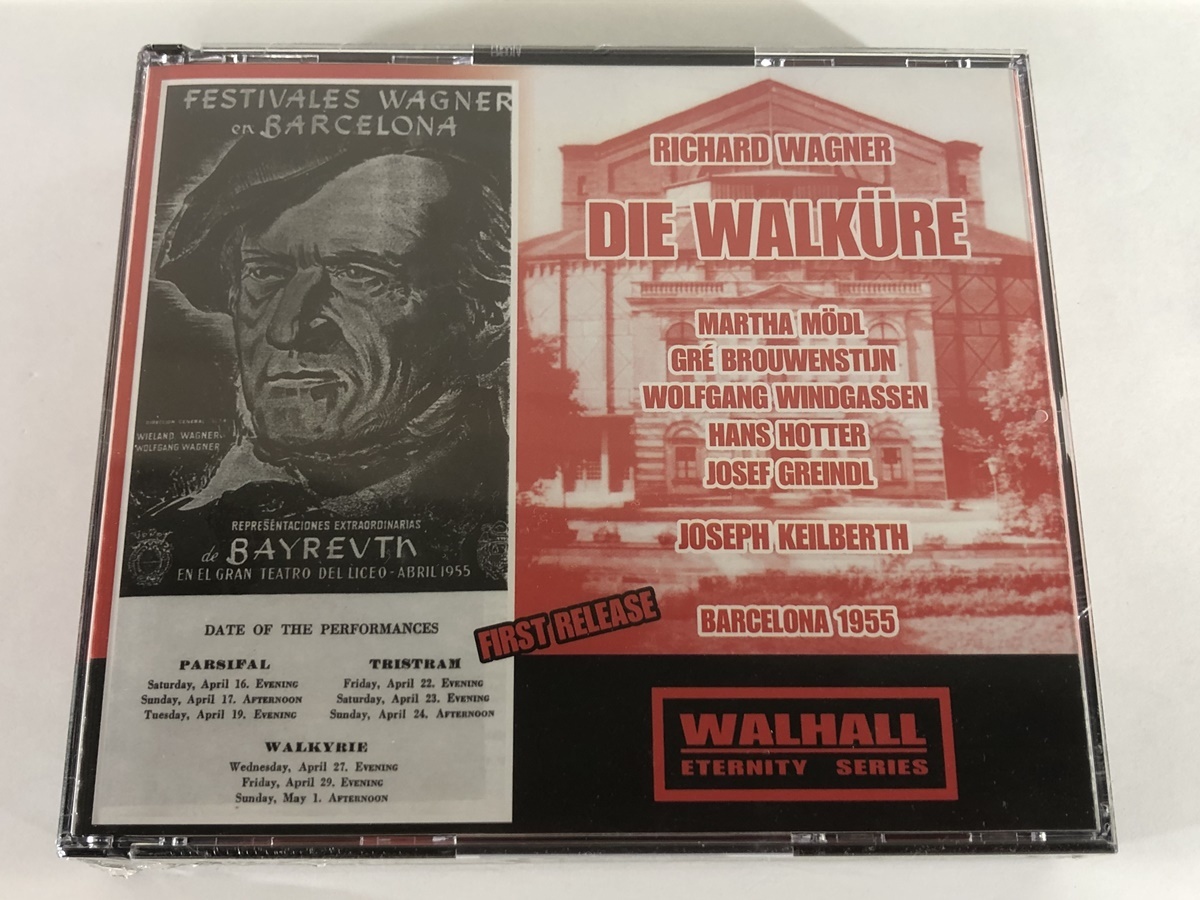 FESTIVALES WAGNER
en BARCELONA
WIELAND WAGNER
WOLFGANG WAGNER
REPRESENTACIONES EXTRAORDINARIAS
de BAYREVTH
EN EL GRAN TEATRO DEL LICEO - ABRIL 1955
DATE OF THE PERFORMANCES
PARSIFAL
Saturday, April 16. EVENING
Sunday, April 17. AFTERNOON
Tuesday, April 19. EVENING
TRISTRAM
Friday, April 22. EVENING
Saturday, April 23. EVENING
Sunday, April 24. AFTERNOON
WALKYRIE
Wednesday, April 27. EVENING
Friday, April 29. EVENING
Sunday, May 1. AFTERNOON
RICHARD WAGNER
DIE WALKÜRE
MARTHA MÖDL
GRÉ BROUWENSTIJN
WOLFGANG WINDGASSEN
HANS HOTTER
JOSEF GREINDL
JOSEPH KEILBERTH
FIRST RELEASE
BARCELONA 1955
WALHALL
ETERNITY SERIES